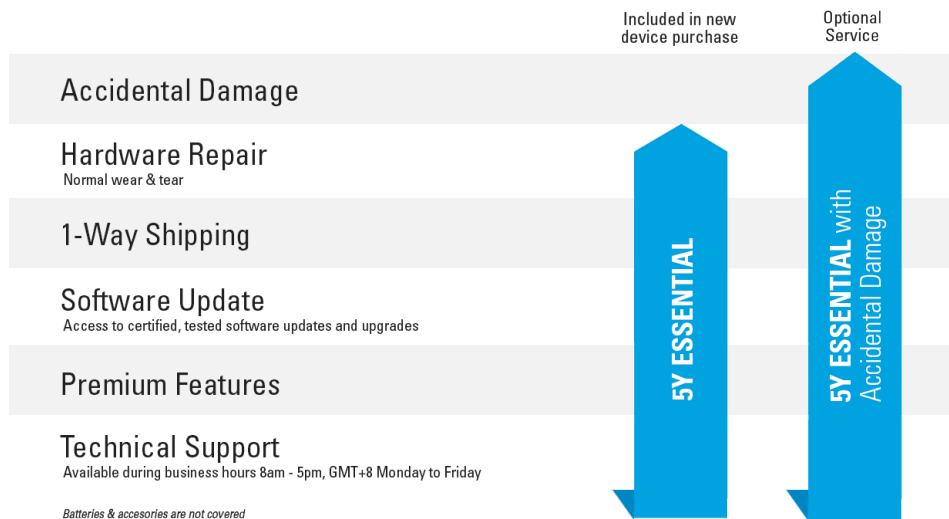 Included in new
device purchase
Optional
Service
Accidental Damage
Hardware Repair
Normal wear & tear
1-Way Shipping
Software Update
Access to certified, tested software updates and upgrades
Premium Features
Technical Support
Available during business hours 8am - 5pm, GMT+8 Monday to Friday
Batteries & accesories are not covered
5Y ESSENTIAL
5Y ESSENTIAL with
Accidental Damage